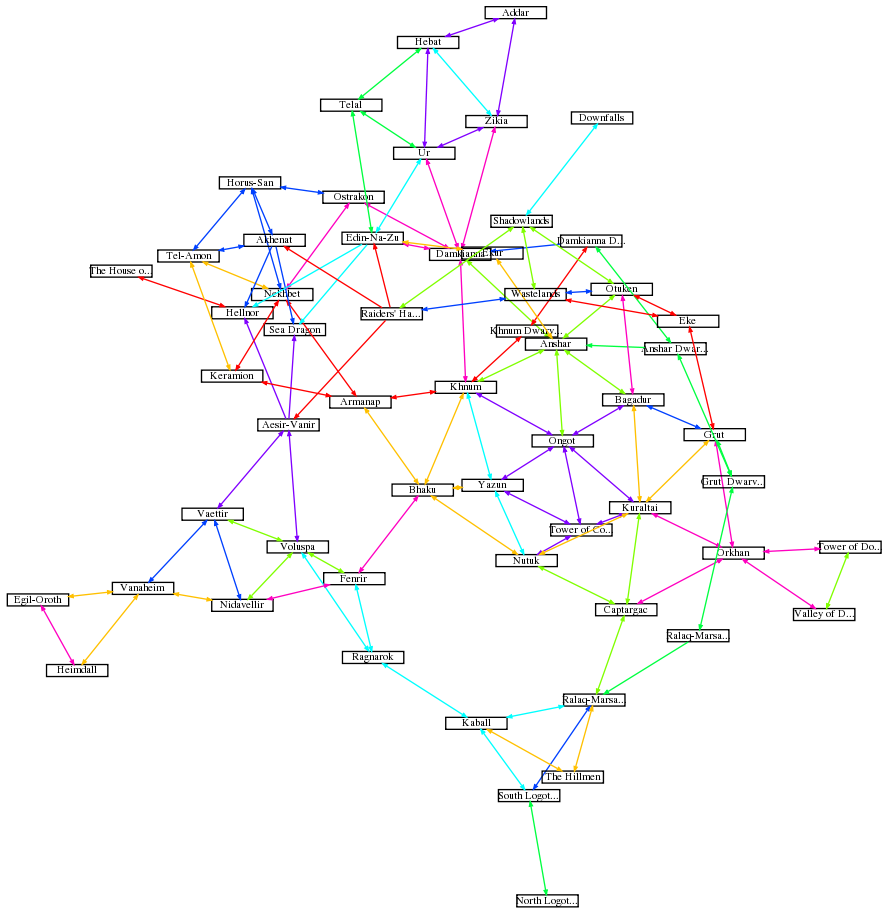 Addar
Hebat
Telal
Zikia
Downfalls
Ur
Horus-San
Ostrakon
Shadowlands
Akhenat
Edin-Na-Zu
Damkianna D...
Tel-Amon
Damkianna
Ekur
The House o...
Nekhbet
Wastelands
Otuken
Hellnor
Raiders' Ha...
Eke
Sea Dragon
Khnum Dwarv...
Anshar
Anshar Dwar...
Keramion
Khnum
Armanap
Bagadur
Aesir-Vanir
Grut
Ongot
Grut Dwarv...
Bhaku
Yazun
Kuraltai
Vaettir
Tower of Co...
Voluspa
Nutuk
Orkhan
Tower of Do...
Fenrir
Vanaheim
Egil-Oroth
Nidavellir
Captargac
Valley of D...
Ralaq-Marsa...
Ragnarok
Heimdall
Ralaq-Marsa...
Kaball
The Hillmen
South Logot...
North Logot...